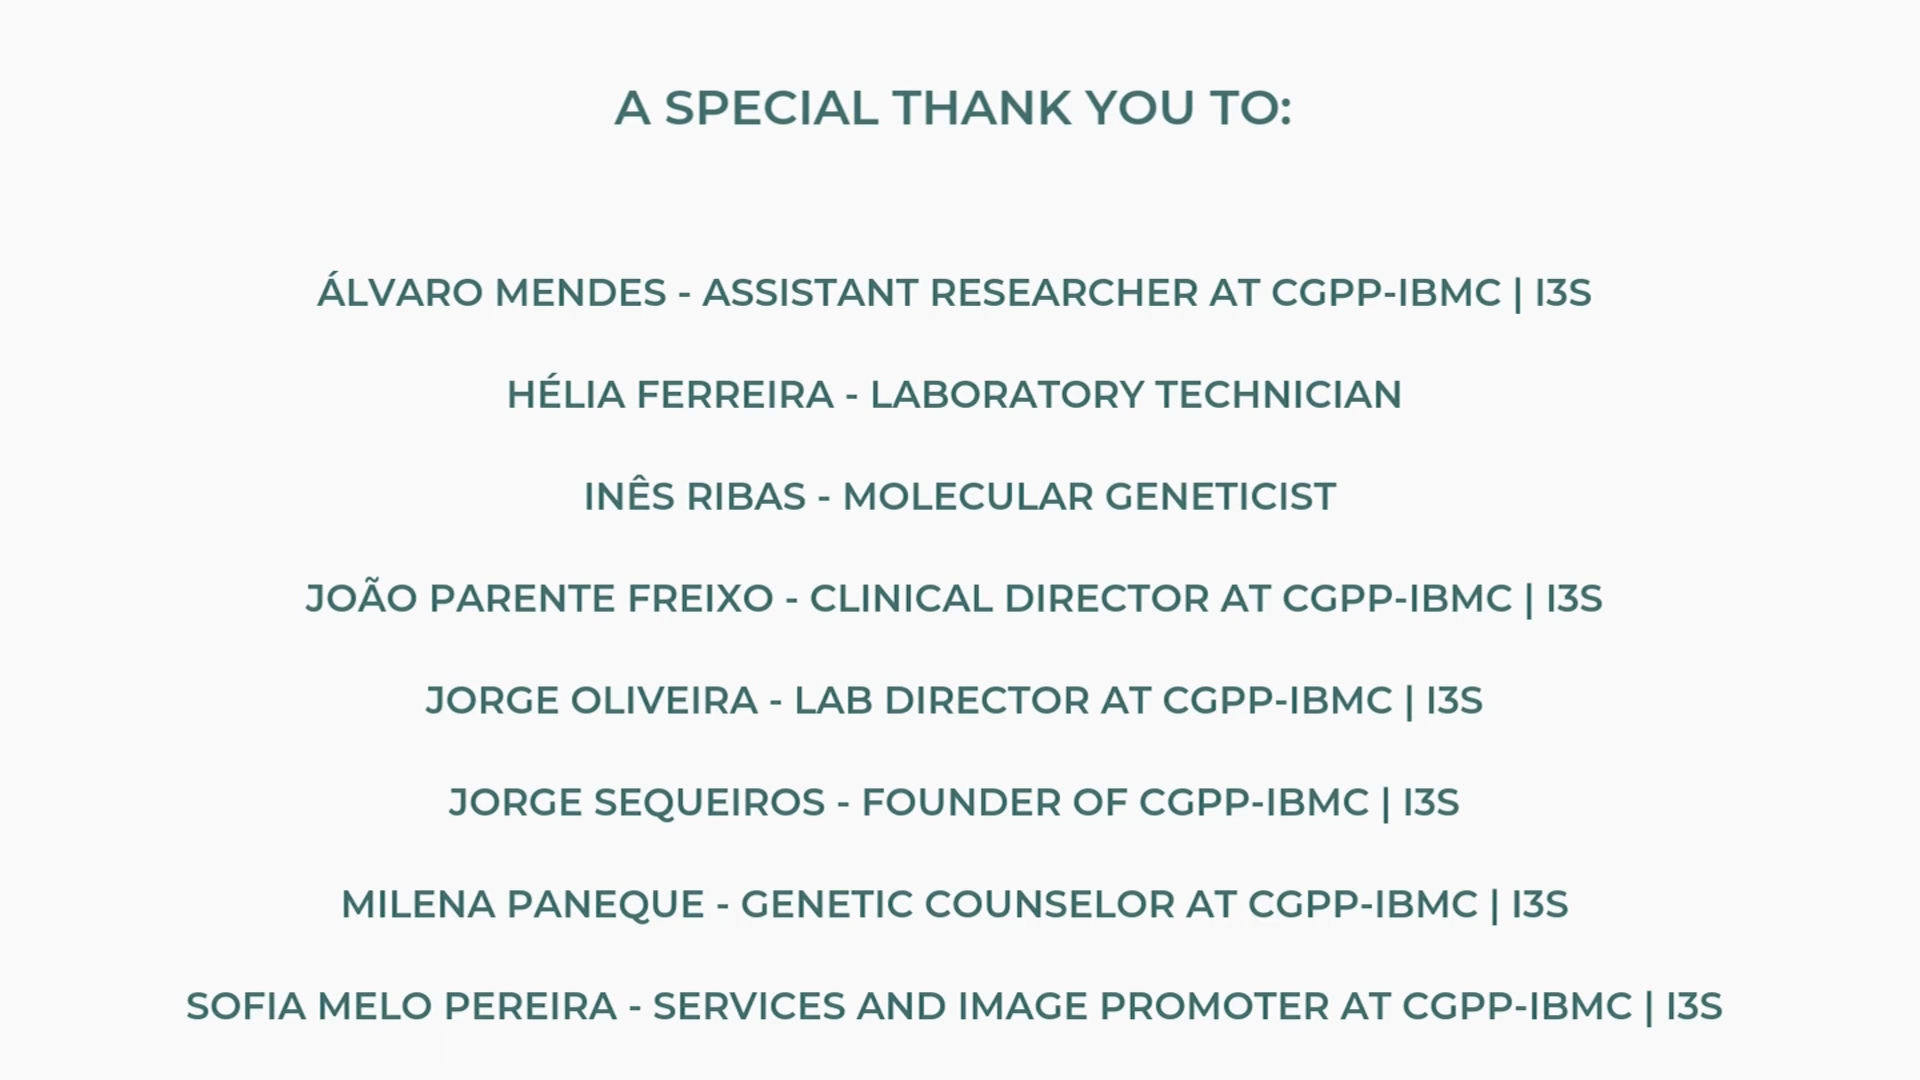 A SPECIAL THANK YOU TO:
ÁLVARO MENDES - ASSISTANT RESEARCHER AT CGPP-IBMC | I3S
HÉLIA FERREIRA - LABORATORY TECHNICIAN
INÊS RIBAS - MOLECULAR GENETICIST
JOÃO PARENTE FREIXO - CLINICAL DIRECTOR AT CGPP-IBMC | I3S
JORGE OLIVEIRA - LAB DIRECTOR AT CGPP-IBMC | I3S
JORGE SEQUEIROS - FOUNDER OF CGPP-IBMC | I3S
MILENA PANEQUE - GENETIC COUNSELOR AT CGPP-IBMC | I3S
SOFIA MELO PEREIRA - SERVICES AND IMAGE PROMOTER AT CGPP-IBMC | I3S